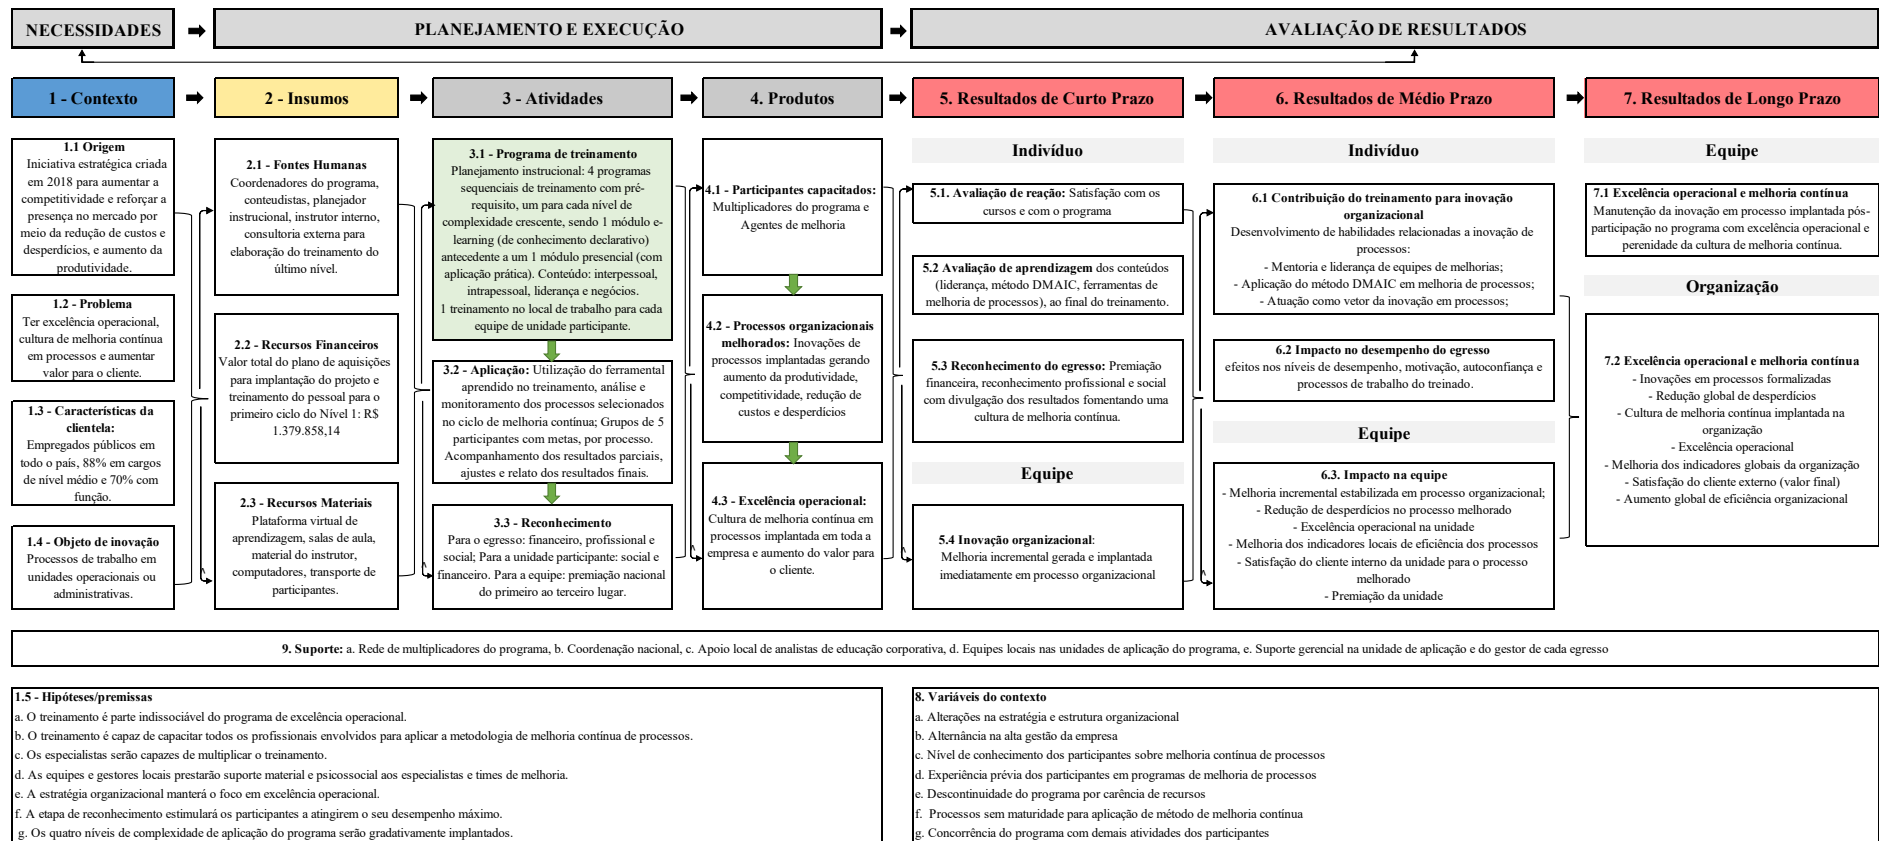 NECESSIDADES
PLANEJAMENTO E EXECUÇÃO
AVALIAÇÃO DE RESULTADOS
1 - Contexto
2 - Insumos
3 - Atividades
4. Produtos
5. Resultados de Curto Prazo
6. Resultados de Médio Prazo
7. Resultados de Longo Prazo
1.1 Origem
Iniciativa estratégica criada
em 2018 para aumentar a
competitividade e reforçar a
presença no mercado por
meio da redução de custos e
desperdícios, e aumento da
produtividade.
1.2 - Problema
Ter excelência operacional,
cultura de melhoria contínua
em processos e aumentar
valor para o cliente.
1.3 - Características da
clientela:
Empregados públicos em
todo o país, 88% em cargos
de nível médio e 70% com
função.
1.4 - Objeto de inovação
Processos de trabalho em
unidades operacionais ou
administrativas.
2.1 - Fontes Humanas
Coordenadores do programa,
conteudistas, planejador
instrucional, instrutor interno,
consultoria externa para
elaboração do treinamento do
último nível.
2.2 - Recursos Financeiros
Valor total do plano de aquisições
para implantação do projeto e
treinamento do pessoal para o
primeiro ciclo do Nível 1: R$
1.379.858,14
2.3 - Recursos Materiais
Plataforma virtual de
aprendizagem, salas de aula,
material do instrutor,
computadores, transporte de
participantes.
3.1 - Programa de treinamento
Planejamento instrucional: 4 programas
sequenciais de treinamento com pré-
requisito, um para cada nível de
complexidade crescente, sendo 1 módulo e-
learning (de conhecimento declarativo)
antecedente a um 1 módulo presencial (com
aplicação prática). Conteúdo: interpessoal,
intrapessoal, liderança e negócios.
1 treinamento no local de trabalho para cada
equipe de unidade participante.
3.2 - Aplicação: Utilização do ferramental
aprendido no treinamento, análise e
monitoramento dos processos selecionados
no ciclo de melhoria contínua; Grupos de 5
participantes com metas, por processo.
Acompanhamento dos resultados parciais,
ajustes e relato dos resultados finais.
3.3 - Reconhecimento
Para o egresso: financeiro, profissional e
social; Para a unidade participante: social e
financeiro. Para a equipe: premiação nacional
do primeiro ao terceiro lugar.
4.1 - Participantes capacitados:
Multiplicadores do programa e
Agentes de melhoria
4.2 - Processos organizacionais
melhorados: Inovações de
processos implantadas gerando
aumento da produtividade,
competitividade, redução de
custos e desperdícios
4.3 - Excelência operacional:
Cultura de melhoria contínua em
processos implantada em toda a
empresa e aumento do valor para
o cliente.
Indivíduo
5.1. Avaliação de reação: Satisfação com os
cursos e com o programa
5.2 Avaliação de aprendizagem dos conteúdos
(liderança, método DMAIC, ferramentas de
melhoria de processos), ao final do treinamento.
5.3 Reconhecimento do egresso: Premiação
financeira, reconhecimento profissional e social
com divulgação dos resultados fomentando uma
cultura de melhoria contínua.
Equipe
5.4 Inovação organizacional:
Melhoria incremental gerada e implantada
imediatamente em processo organizacional
Indivíduo
6.1 Contribuição do treinamento para inovação
organizacional
Desenvolvimento de habilidades relacionadas a inovação de
processos:
- Mentoria e liderança de equipes de melhorias;
- Aplicação do método DMAIC em melhoria de processos;
- Atuação como vetor da inovação em processos;
6.2 Impacto no desempenho do egresso
efeitos nos níveis de desempenho, motivação, autoconfiança e
processos de trabalho do treinado.
Equipe
6.3. Impacto na equipe
- Melhoria incremental estabilizada em processo organizacional;
- Redução de desperdícios no processo melhorado
- Excelência operacional na unidade
- Melhoria dos indicadores locais de eficiência dos processos
- Satisfação do cliente interno da unidade para o processo
melhorado
- Premiação da unidade
Equipe
7.1 Excelência operacional e melhoria contínua
Manutenção da inovação em processo implantada pós-
participação no programa com excelência operacional e
perenidade da cultura de melhoria contínua.
Organização
7.2 Excelência operacional e melhoria contínua
- Inovações em processos formalizadas
- Redução global de desperdícios
- Cultura de melhoria contínua implantada na
organização
- Excelência operacional
- Melhoria dos indicadores globais da organização
- Satisfação do cliente externo (valor final)
- Aumento global de eficiência organizacional
9. Suporte: a. Rede de multiplicadores do programa, b. Coordenação nacional, c. Apoio local de analistas de educação corporativa, d. Equipes locais nas unidades de aplicação do programa, e. Suporte gerencial na unidade de aplicação e do gestor de cada egresso
1.5 - Hipóteses/premissas
a. O treinamento é parte indissociável do programa de excelência operacional.
b. O treinamento é capaz de capacitar todos os profissionais envolvidos para aplicar a metodologia de melhoria contínua de processos.
c. Os especialistas serão capazes de multiplicar o treinamento.
d. As equipes e gestores locais prestarão suporte material e psicossocial aos especialistas e times de melhoria.
e. A estratégia organizacional manterá o foco em excelência operacional.
f. A etapa de reconhecimento estimulará os participantes a atingirem o seu desempenho máximo.
g. Os quatro níveis de complexidade de aplicação do programa serão gradativamente implantados.
8. Variáveis do contexto
a. Alterações na estratégia e estrutura organizacional
b. Alternância na alta gestão da empresa
c. Nível de conhecimento dos participantes sobre melhoria contínua de processos
d. Experiência prévia dos participantes em programas de melhoria de processos
e. Descontinuidade do programa por carência de recursos
f. Processos sem maturidade para aplicação de método de melhoria contínua
g. Concorrência do programa com demais atividades dos participantes